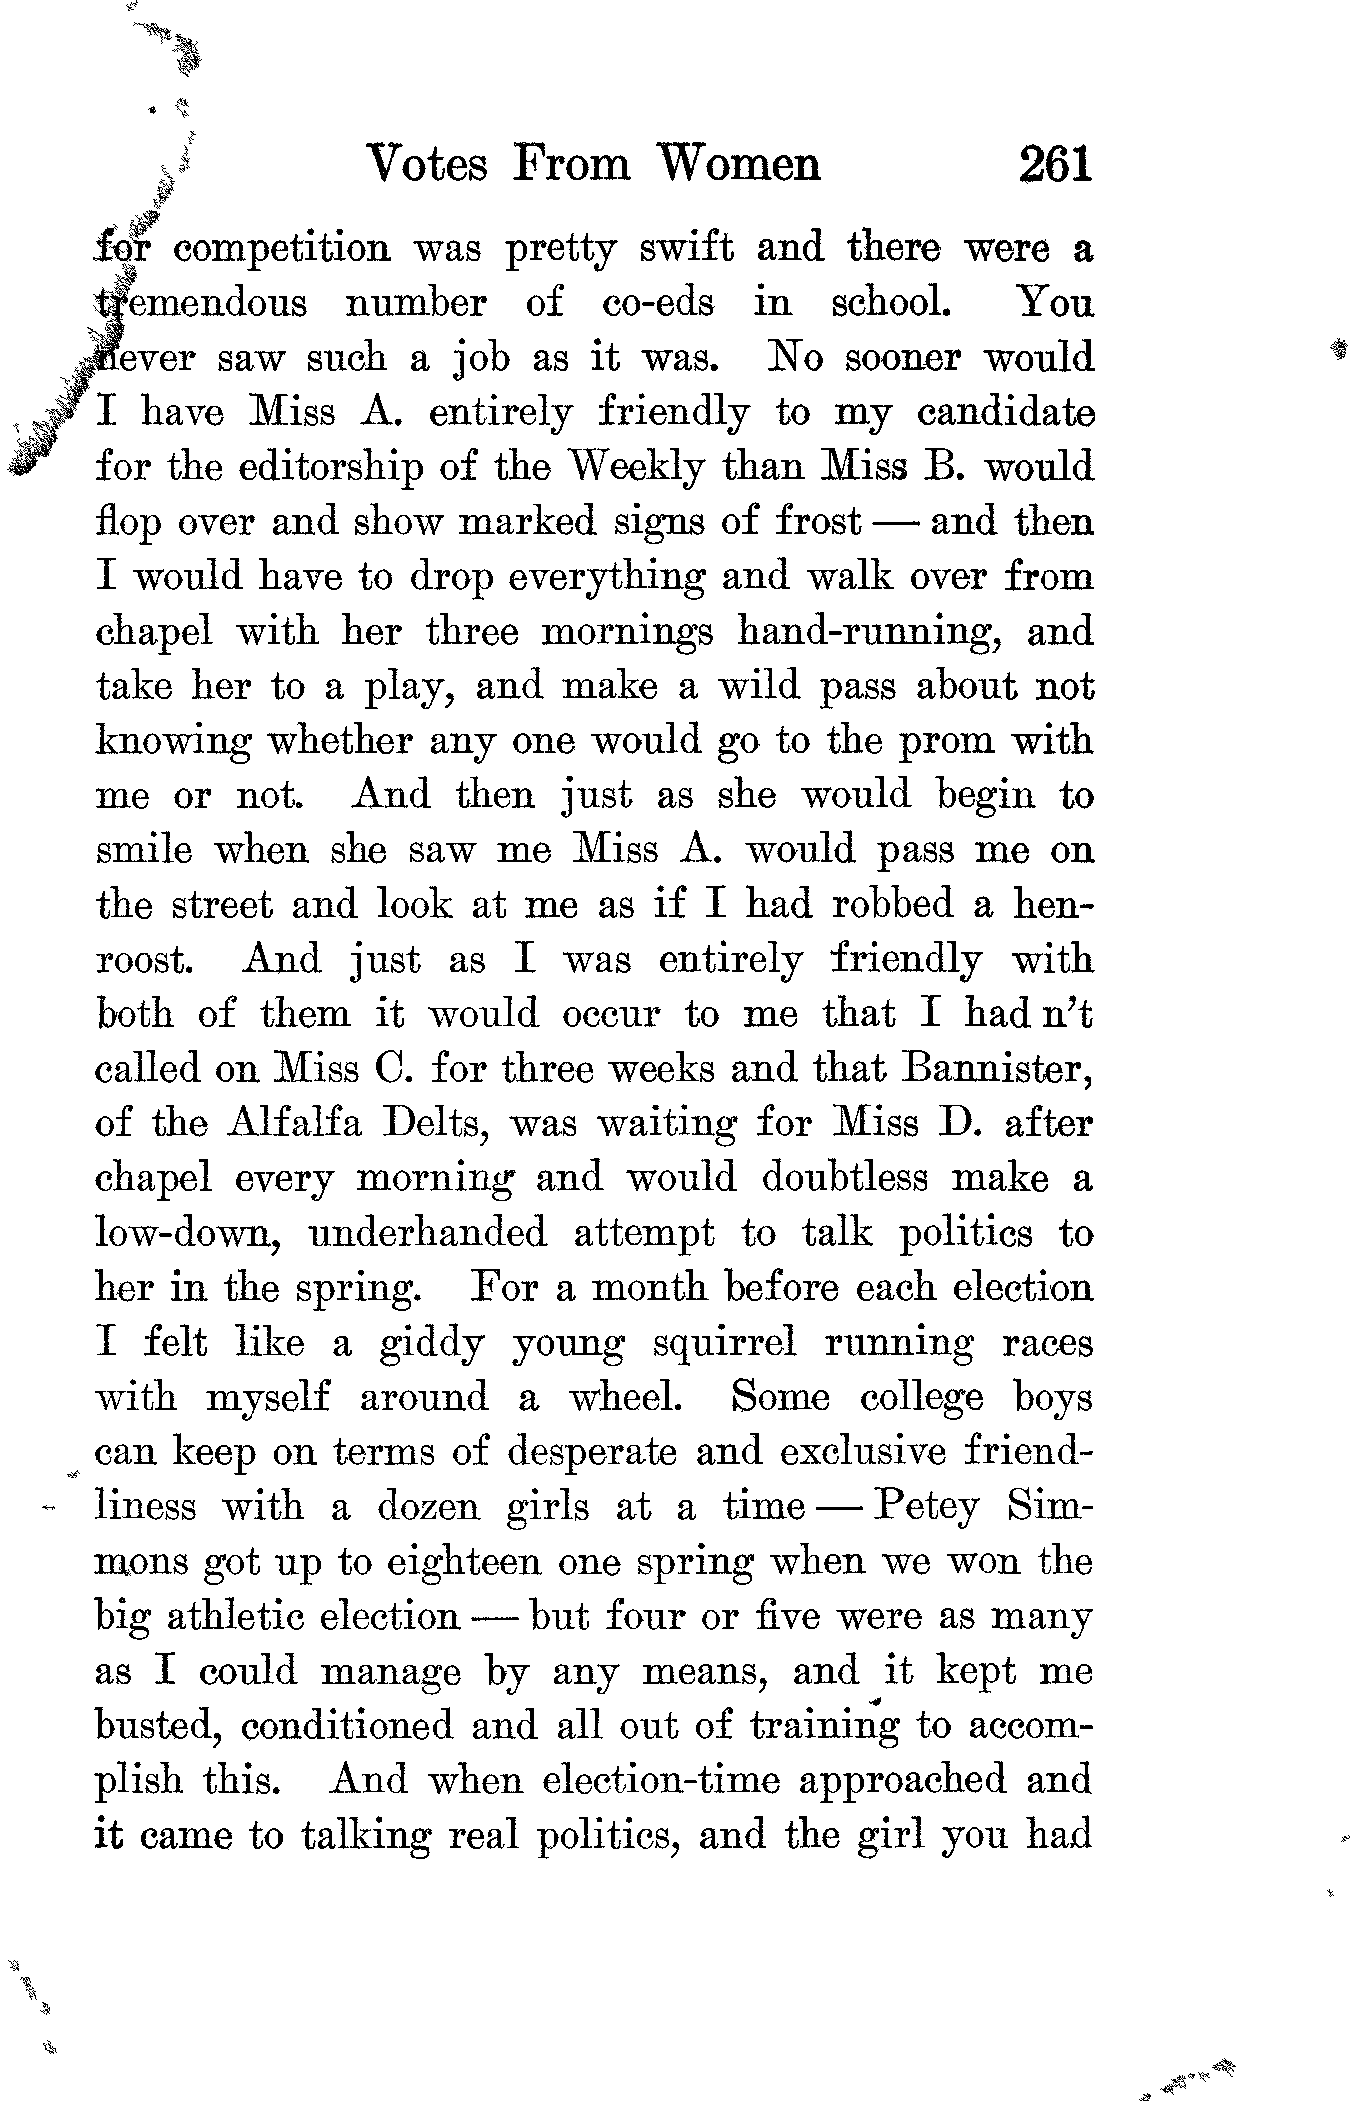 Votes From Women 261
for competition was pretty swift and there were a
tremendous number of co-eds in school. You
never saw such a job as it was. No sooner would
I have Miss A. entirely friendly to my candidate
for the editorship of the Weekly than Miss B. would
flop over and show marked signs of frost — and then
I would have to drop everything and walk over from
chapel with her three mornings hand-running, and
take her to a play, and make a wild pass about not
knowing whether any one would go to the prom with
me or not. And then just as she would begin to
smile when she saw me Miss A. would pass me on
the street and look at me as if I had robbed a hen-
roost. And just as I was entirely friendly with
both of them it would occur to me that I had n't
called on Miss C. for three weeks and that Bannister,
of the Alfalfa Delts, was waiting for Miss D. after
chapel every morning and would doubtless make a
low-down, underhanded attempt to talk politics to
her in the spring. For a month before each election
I felt like a giddy young squirrel running races
with myself around a wheel. Some college boys
can keep on terms of desperate and exclusive friend-
liness with a dozen girls at a time — Petey Sim-
mons got up to eighteen one spring when we won the
big athletic election — but four or five were as many
as I could manage by any means, and it kept me
busted, conditioned and all out of training to accom-
plish this. And when election-time approached and
it came to talking real politics, and the girl you had